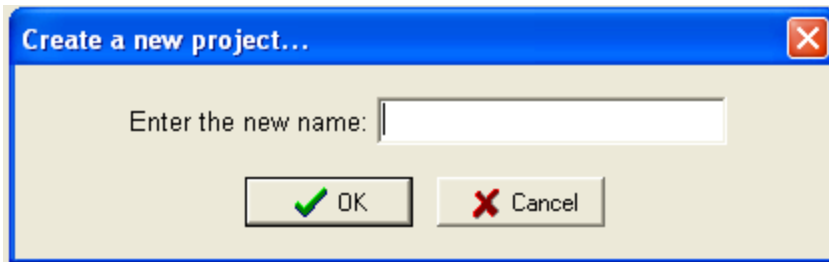 Create a new project...
Enter the new name:
OK Cancel